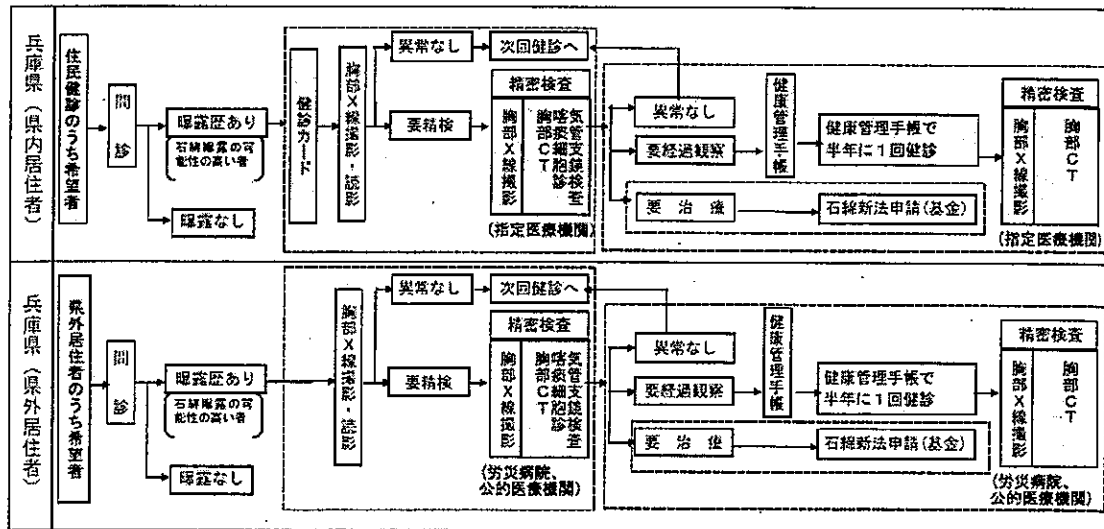 兵庫県（県内居住者）
住民健診のうち希望者
問診
曝露歴あり
石綿曝露の可
能性の高い者
曝露なし
健診カード
胸部X線撮影・読影
異常なし
次回健診へ
要精検
精密検査
胸部X線撮影
胸部CT
喀痰細胞診
気管支鏡検査
(指定医療機関)
異常なし
要経過観察
健康管理手帳
健康管理手帳で
半年に1回健診
要治療
石綿新法申請(基金)
精密検査
胸部X線撮影
胸部CT
(指定医療機関)
兵庫県（県外居住者）
県外居住者のうち希望者
問診
曝露歴あり
石綿曝露の可
能性の高い者
曝露なし
胸部X線撮影・読影
異常なし
次回健診へ
要精検
精密検査
胸部X線撮影
胸部CT
喀痰細胞診
気管支鏡検査
(労災病院、
公的医療機関)
異常なし
要経過観察
健康管理手帳
健康管理手帳で
半年に1回健診
要治療
石綿新法申請(基金)
精密検査
胸部X線撮影
胸部CT
(労災病院、
公的医療機関)